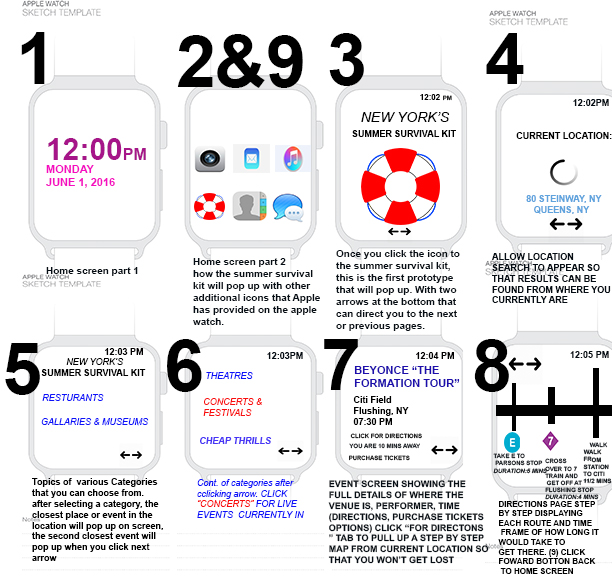 APPLE WATCH
SKETCH TEMPLATE
APPLE WATCH
SKETCH TEMPLATE
1
12:00PM
MONDAY
JUNE 1, 2016
Home screen part 1
2&9
Home screen part 2
how the summer survival
kit will pop up with other
additional icons that Apple
has provided on the apple
watch.
3
12:02 PM
NEW YORK'S
SUMMER SURVIVAL KIT
Once you click the icon to
the summer survival kit,
this is the first prototype
that will pop up. With two
arrows at the bottom that
can direct you to the next
or previous pages.
4
12:02PM
CURRENT LOCATION:
80 STEINWAY, NY
QUEENS, NY
ALLOW LOCATION
SEARCH TO APPEAR SO
THAT RESULTS CAN BE
FOUND FROM WHERE YOU
CURRENTLY ARE
APPLE WATCH
SKETCH TEMPLATE
APPLE WATCH
SKETCH TEMPLATE
5
12:03 PM
NEW YORK'S
SUMMER SURVIVAL KIT
RESTURANTS
GALLARIES & MUSEUMS
Topics of various Categories
that you can choose from.
after selecting a category, the
closest place or event in the
location will pop up on screen,
the second closest event will
pop up when you click next
arrow
Notes
6
12:03PM
THEATRES
CONCERTS &
FESTIVALS
CHEAP THRILLS
Cont. of categories after
cclicking arrow. CLICK
"CONCERTS" FOR LIVE
EVENTS CURRENTLY IN
7
12:04 PM
BEYONCE "THE
FORMATION TOUR"
Citi Field
Flushing, NY
07:30 PM
CLICK FOR DIRECTIONS
YOU ARE 10 MINS AWAY
PURCHASE TICKETS
EVENT SCREEN SHOWING THE
FULL DETAILS OF WHERE THE
VENUE IS, PERFORMER, TIME
(DIRECTIONS, PURCHASE TICKETS
OPTIONS) CLICK "FOR DIRECTONS
" TAB TO PULL UP A STEP BY STEP
MAP FROM CURRENT LOCATION SO
THAT YOU WON'T GET LOST
8
12:05 PM
E
TAKE E TO
PARSONS STOP
DURATION:6 MINS
7
CROSS
OVER TO 7
TRAIN AND
GET OFF AT
FLUSHING STOP
DURATION:4 MINS
WALK
WALK
FROM
STATION
TO CITI
11/2 MINS
DIRECTIONS PAGE STEP
BY STEP DISPLAYING
EACH ROUTE AND TIME
FRAME OF HOW LONG IT
WOULD TAKE TO
GET THERE. (9) CLICK
FOWARD BOTTON BACK
TO HOME SCREEN
Notes